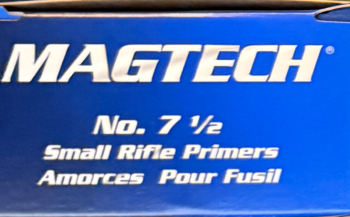 MAGTECH®
No. 7 ½
Small Rifle Primers
Amorces Pour Fusil